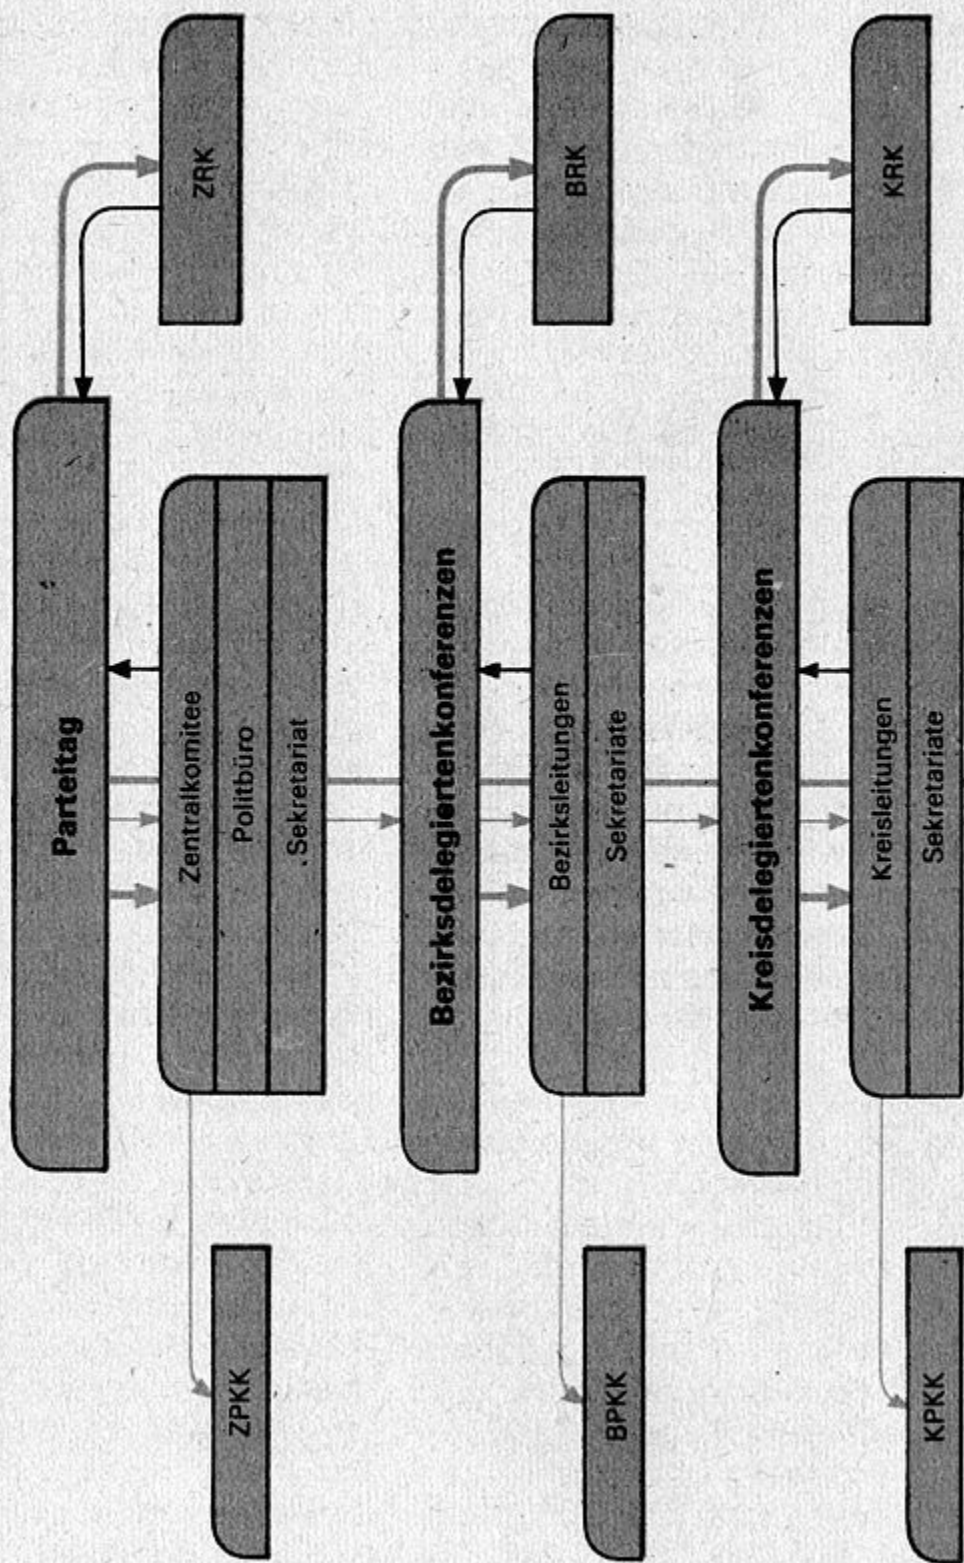 Parteitag
ZRK
Zentralkomitee
Politbüro
Sekretariat
ZPKK
Bezirksdelegiertenkonferenzen
BRK
Bezirksleitungen
Sekretariate
BPKK
Kreisdelegiertenkonferenzen
KRK
Kreisleitungen
Sekretariate
KPKK